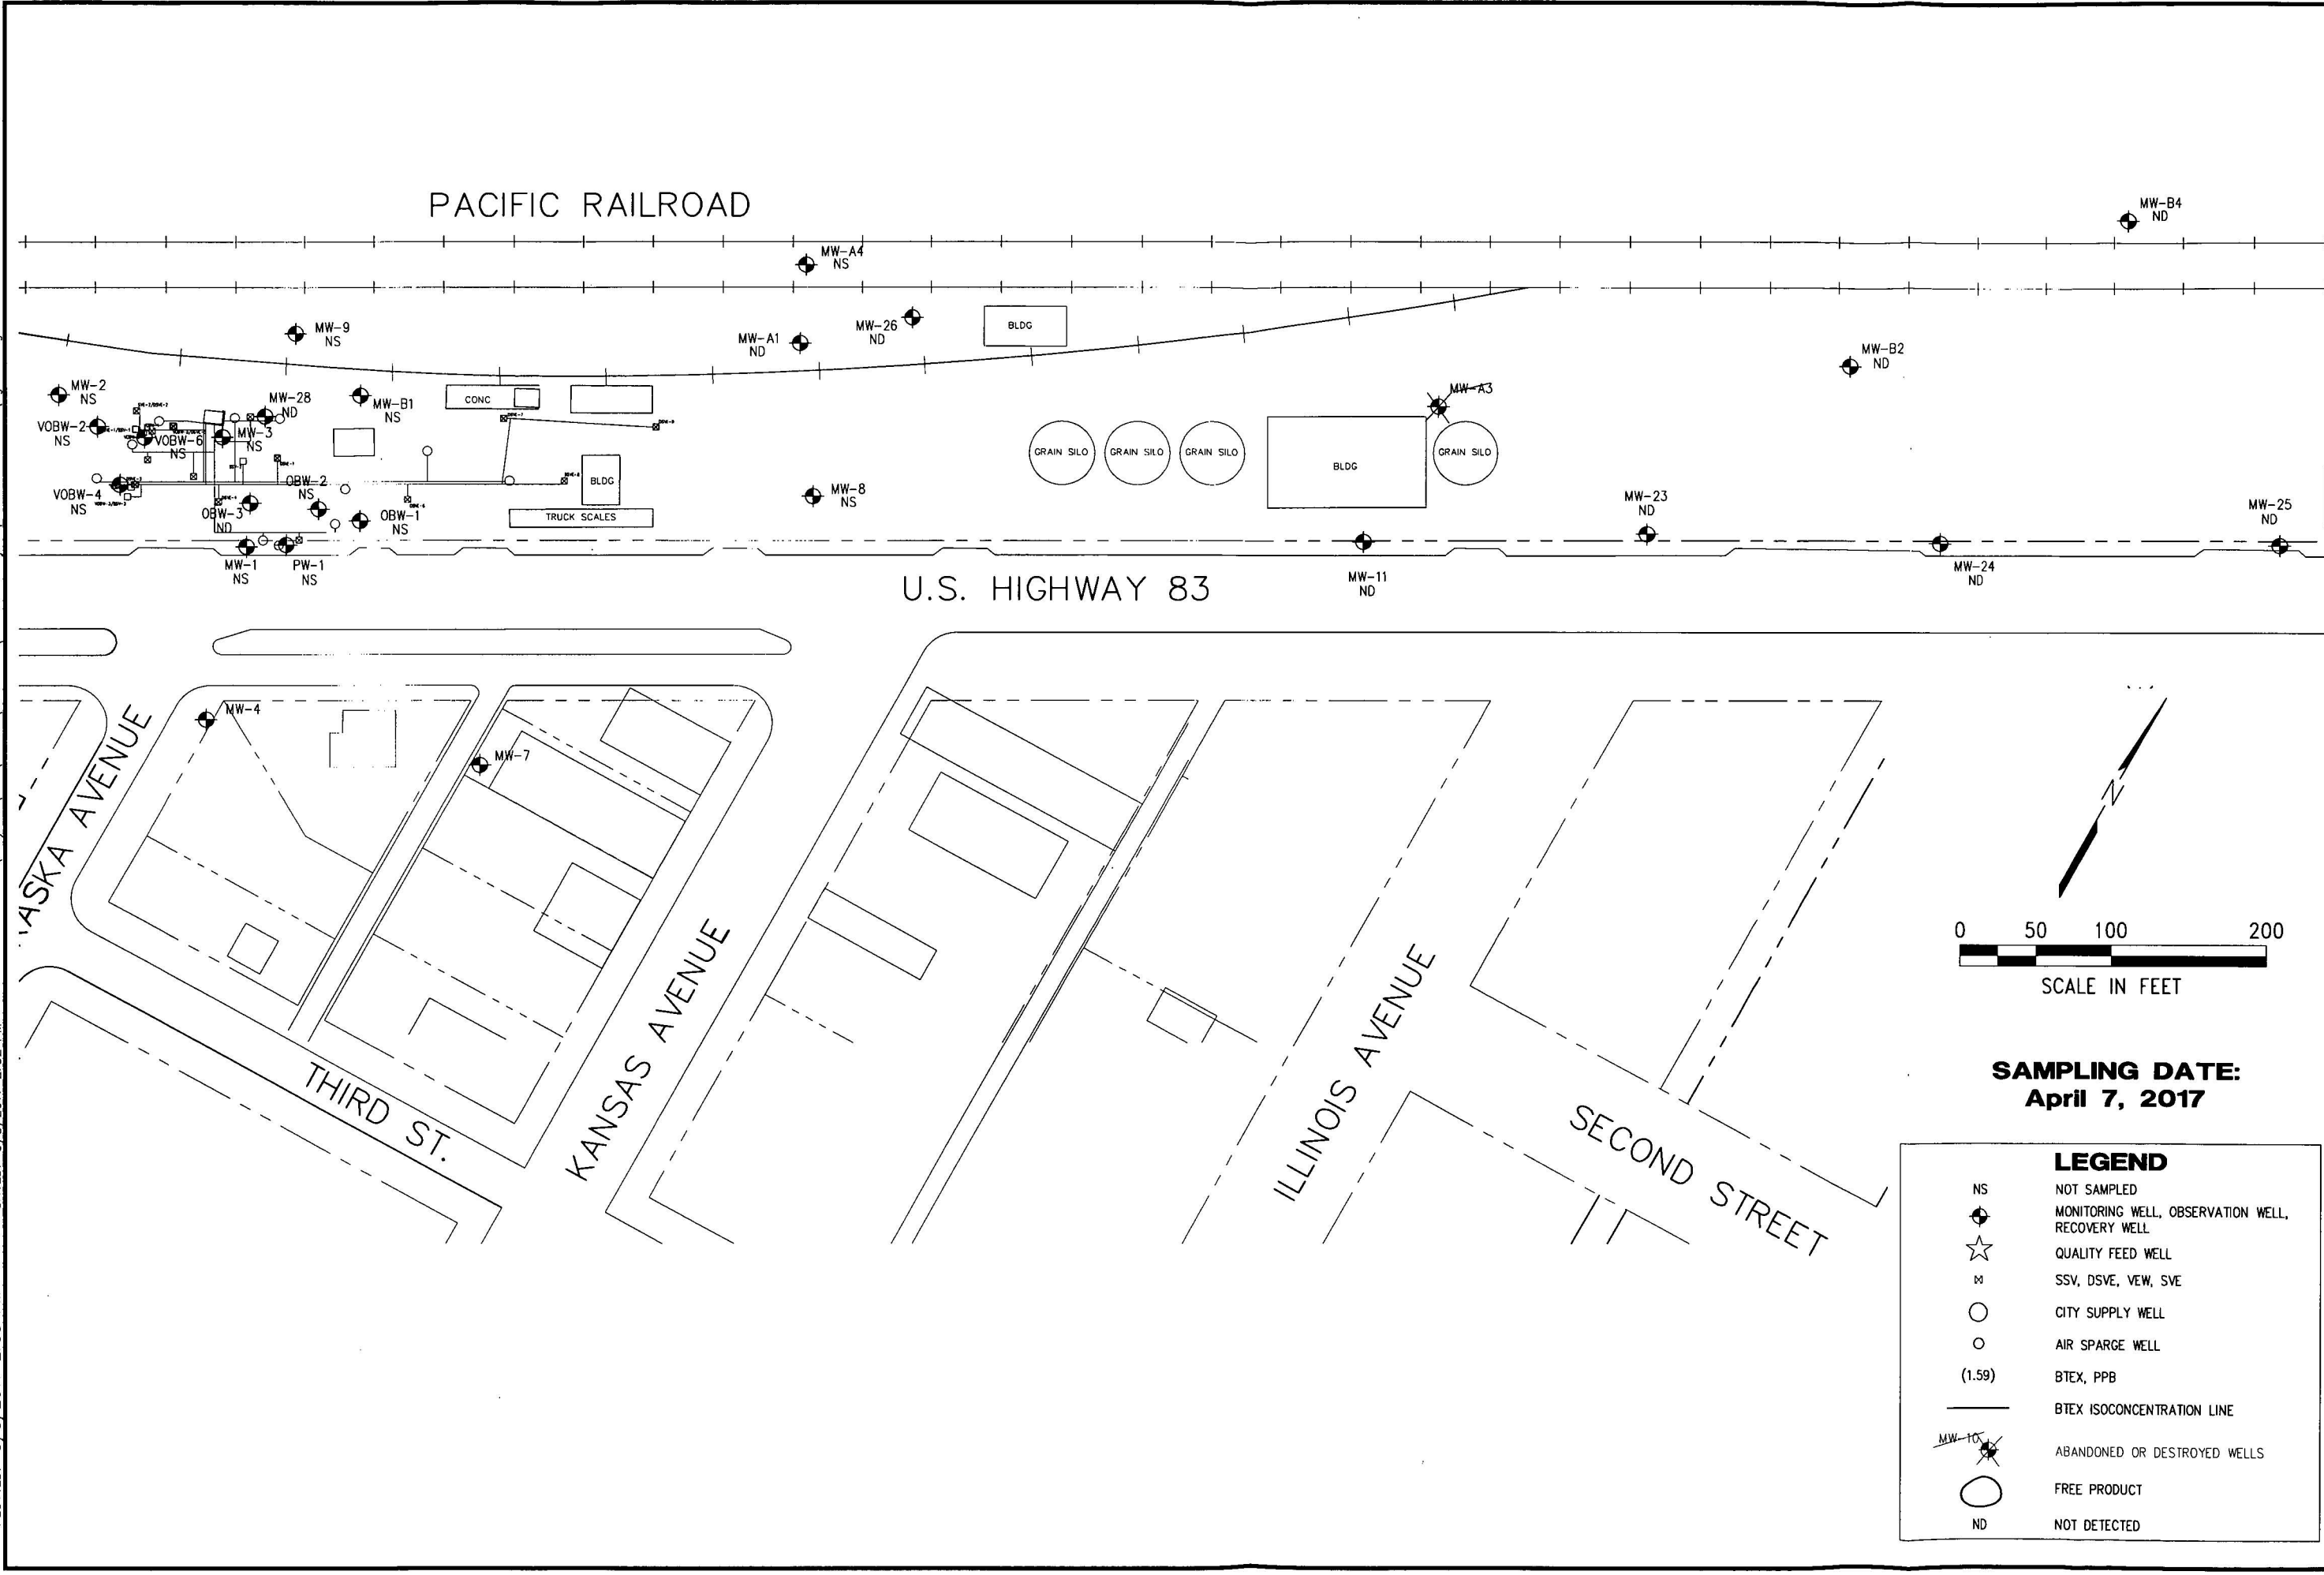 PACIFIC RAILROAD
MW-B4
ND
MW-A4
NS
MW-9
NS
MW-A1
ND
MW-26
ND
BLDG
MW-B2
ND
MW-2
NS
MW-28
ND
MW-B1
NS
CONC
MW-A3
VOBW-2
NS
VOBW-6
NS
MW-3
NS
GRAIN SILO
GRAIN SILO
GRAIN SILO
BLDG
GRAIN SILO
VOBW-4
NS
OBW-2
NS
BLDG
MW-8
NS
OBW-3
ND
OBW-1
NS
TRUCK SCALES
MW-23
ND
MW-25
ND
MW-1
NS
PW-1
NS
MW-11
ND
MW-24
ND
U.S. HIGHWAY 83
MW-4
MW-7
ASKA AVENUE
THIRD ST.
KANSAS AVENUE
ILLINOIS AVENUE
SECOND STREET
N
0 50 100 200
SCALE IN FEET
SAMPLING DATE:
April 7, 2017
LEGEND
NS NOT SAMPLED
MONITORING WELL, OBSERVATION WELL,
RECOVERY WELL
QUALITY FEED WELL
SSV, DSVE, VEW, SVE
CITY SUPPLY WELL
AIR SPARGE WELL
(1.59) BTEX, PPB
BTEX ISOCONCENTRATION LINE
MW-10 ABANDONED OR DESTROYED WELLS
FREE PRODUCT
ND NOT DETECTED